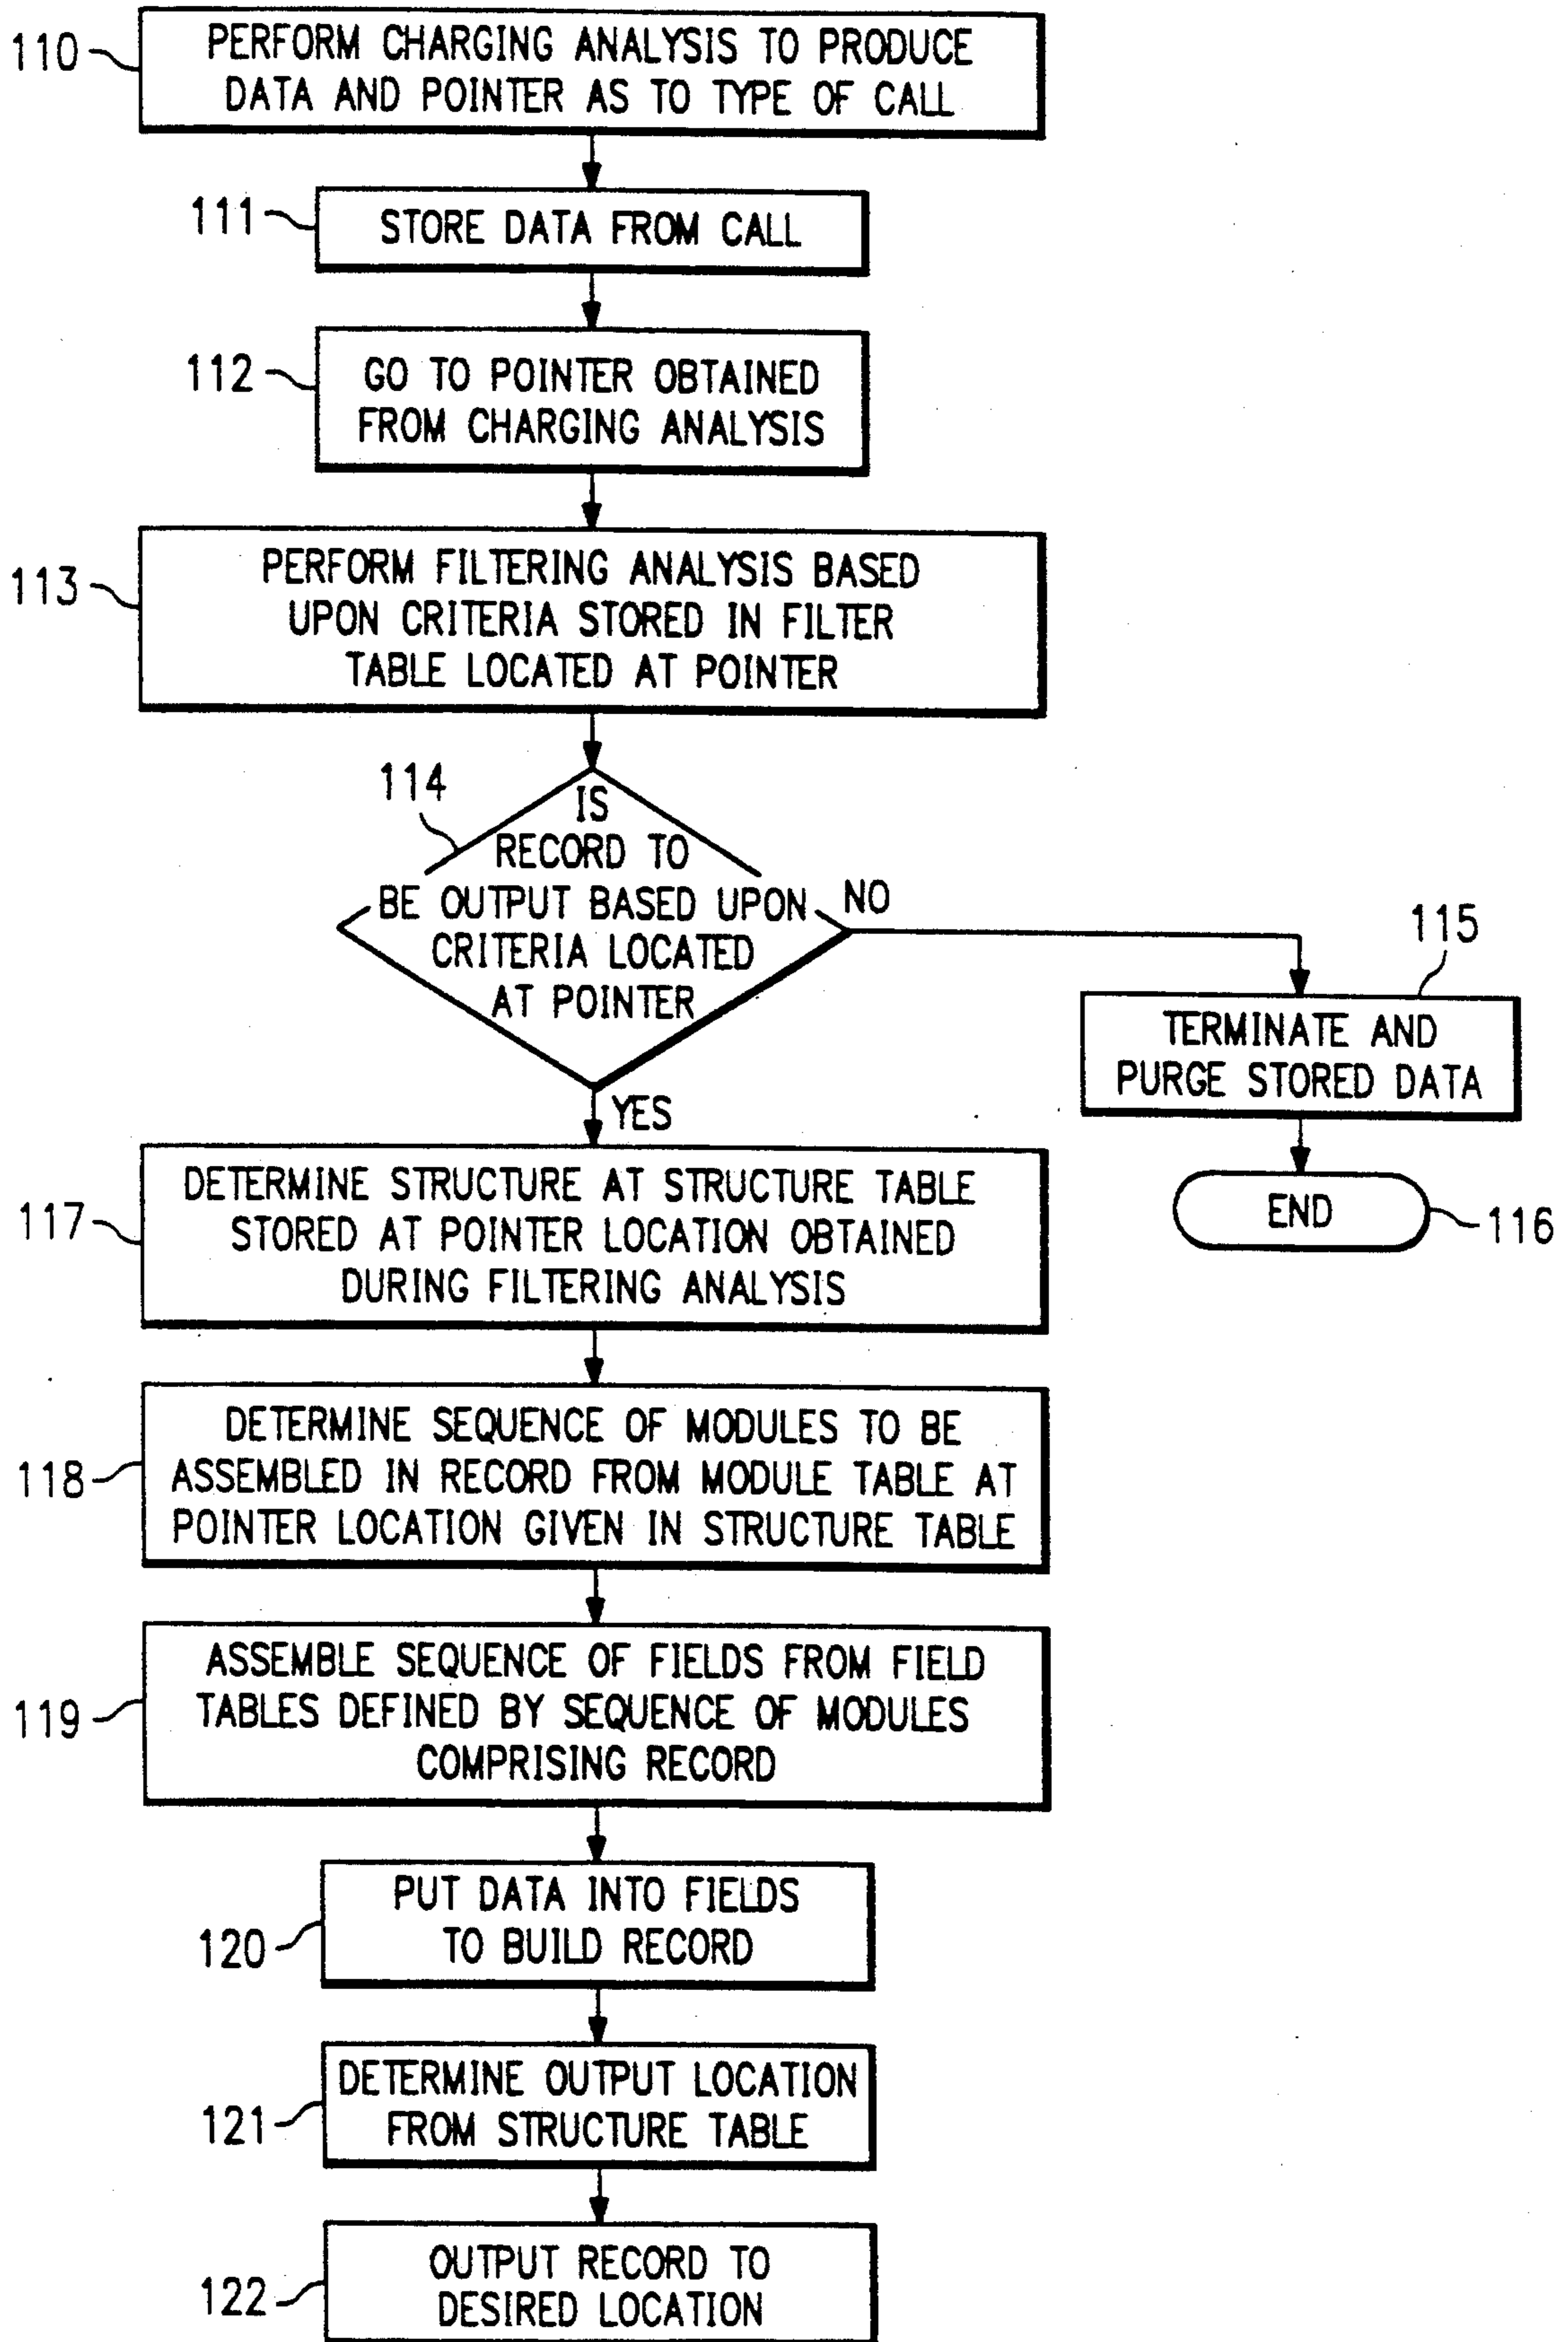 110
PERFORM CHARGING ANALYSIS TO PRODUCE
DATA AND POINTER AS TO TYPE OF CALL
111
STORE DATA FROM CALL
112
GO TO POINTER OBTAINED
FROM CHARGING ANALYSIS
113
PERFORM FILTERING ANALYSIS BASED
UPON CRITERIA STORED IN FILTER
TABLE LOCATED AT POINTER
114
IS
RECORD TO
BE OUTPUT BASED UPON
CRITERIA LOCATED
AT POINTER
NO
115
TERMINATE AND
PURGE STORED DATA
END
116
YES
117
DETERMINE STRUCTURE AT STRUCTURE TABLE
STORED AT POINTER LOCATION OBTAINED
DURING FILTERING ANALYSIS
118
DETERMINE SEQUENCE OF MODULES TO BE
ASSEMBLED IN RECORD FROM MODULE TABLE AT
POINTER LOCATION GIVEN IN STRUCTURE TABLE
119
ASSEMBLE SEQUENCE OF FIELDS FROM FIELD
TABLES DEFINED BY SEQUENCE OF MODULES
COMPRISING RECORD
120
PUT DATA INTO FIELDS
TO BUILD RECORD
121
DETERMINE OUTPUT LOCATION
FROM STRUCTURE TABLE
122
OUTPUT RECORD TO
DESIRED LOCATION